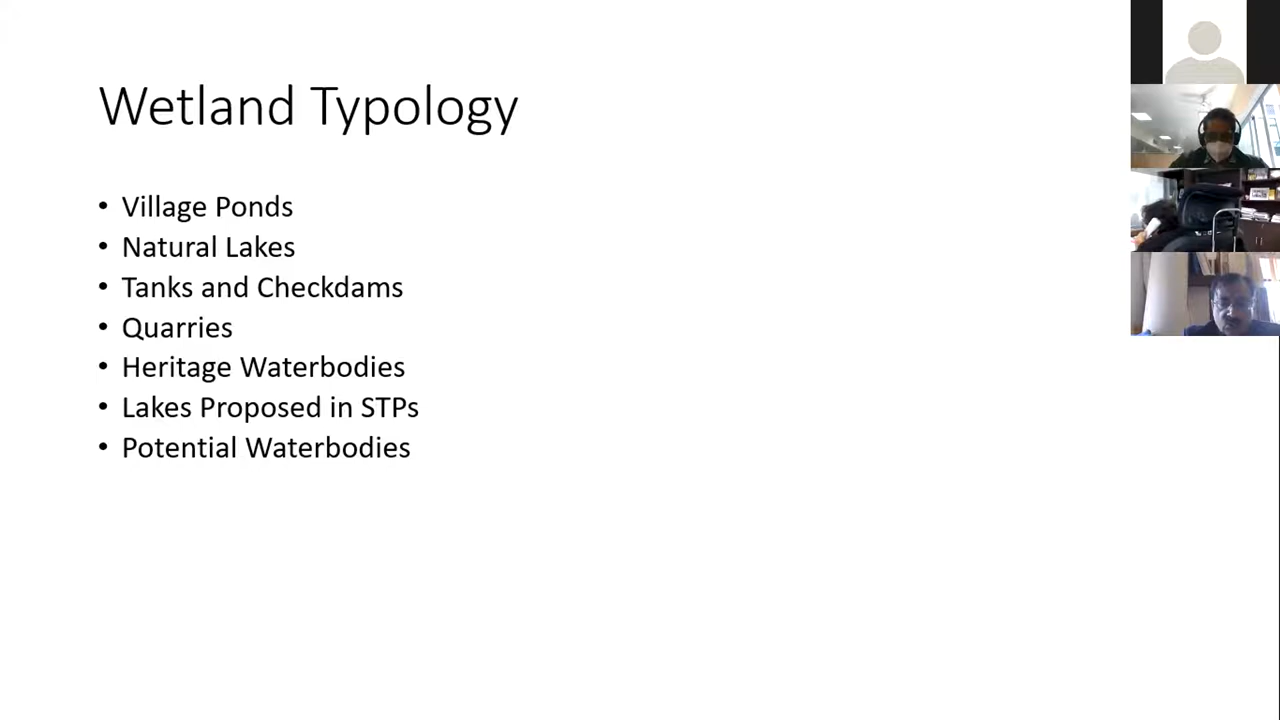 Wetland Typology
• Village Ponds
• Natural Lakes
• Tanks and Checkdams
• Quarries
• Heritage Waterbodies
• Lakes Proposed in STPs
• Potential Waterbodies